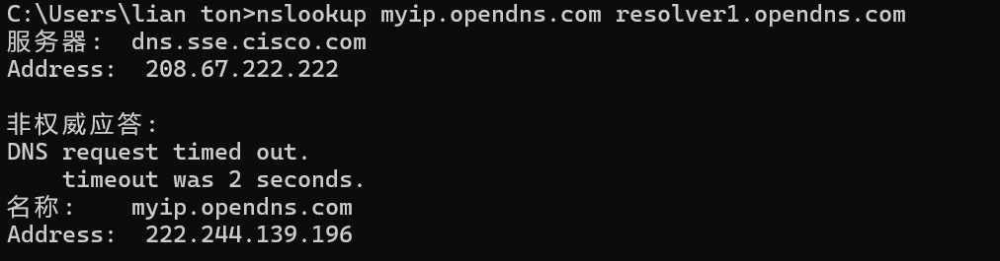 C:\Users\lian ton>nslookup myip.opendns.com resolver1.opendns.com
服务器:  dns.sse.cisco.com
Address:  208.67.222.222

非权威应答:
DNS request timed out.
    timeout was 2 seconds.
名称:    myip.opendns.com
Address:  222.244.139.196